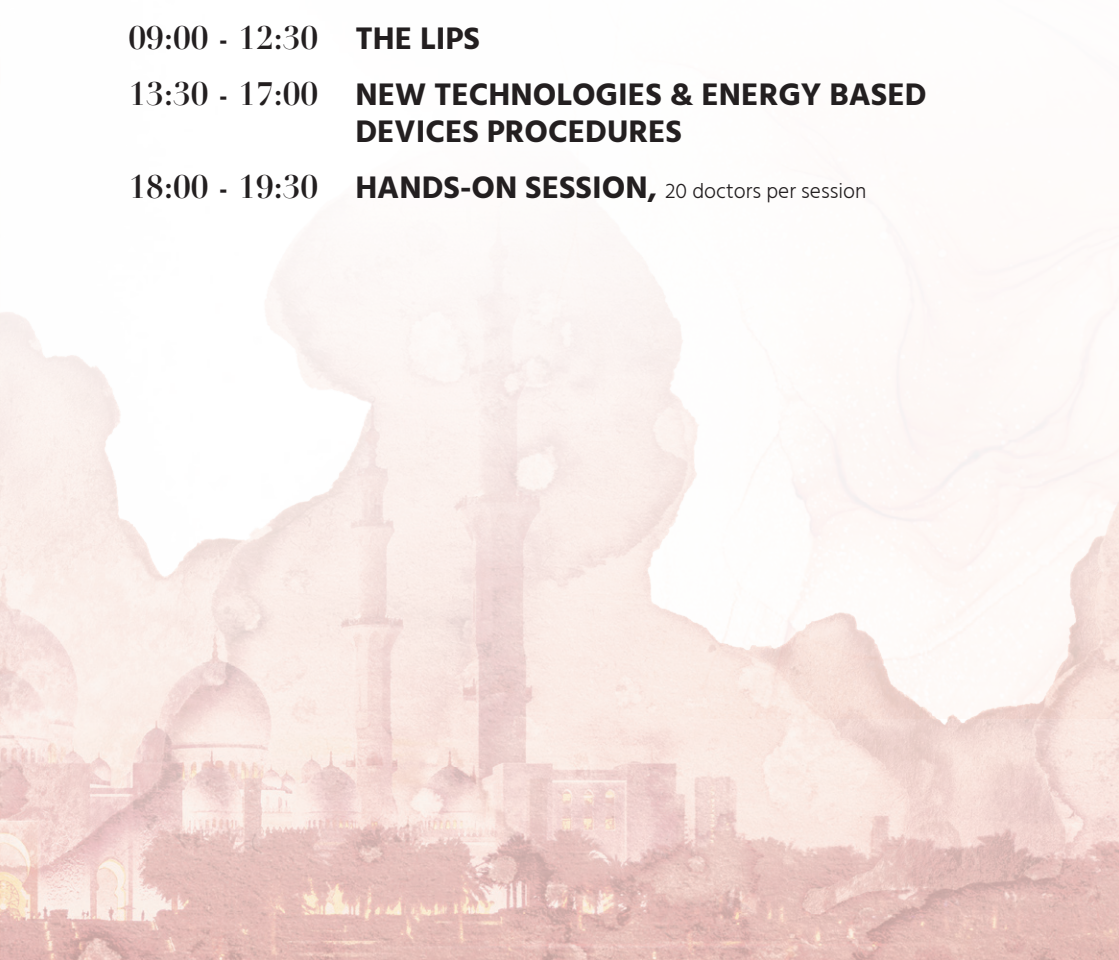 09:00 - 12:30 THE LIPS
13:30 - 17:00 NEW TECHNOLOGIES & ENERGY BASED
DEVICES PROCEDURES
18:00 - 19:30 HANDS-ON SESSION, 20 doctors per session